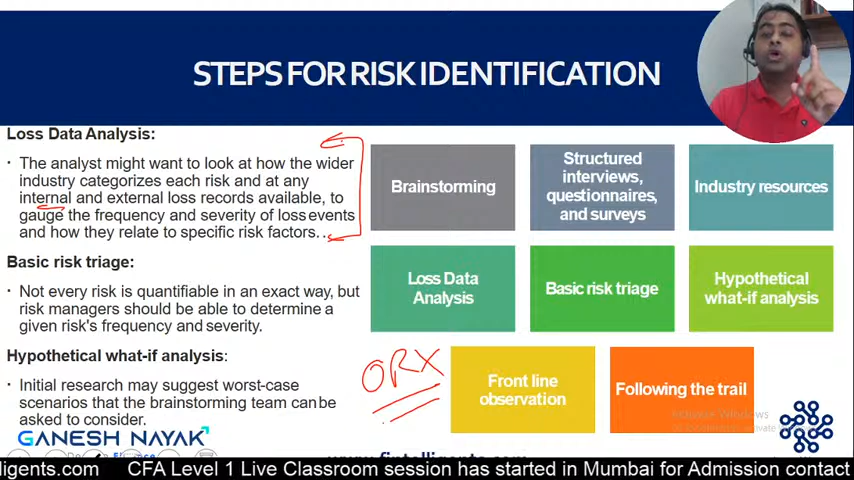 STEPS FOR RISK IDENTIFICATION
Loss Data Analysis:
• The analyst might want to look at how the wider
industry categorizes each risk and at any
internal and external loss records available, to
gauge the frequency and severity of loss events
and how they relate to specific risk factors..
Basic risk triage:
• Not every risk is quantifiable in an exact way, but
risk managers should be able to determine a
given risk's frequency and severity.
Hypothetical what-if analysis:
• Initial research may suggest worst-case
scenarios that the brainstorming team can be
asked to consider.
Brainstorming
Structured
interviews,
questionnaires,
and surveys
Industry resources
Loss Data
Analysis
Basic risk triage
Hypothetical
what-if analysis
ORX
Front line
observation
Following the trail
Activate Windows
GANESH NAYAK
www.fintelligents.com
lligents.com CFA Level 1 Live Classroom session has started in Mumbai for Admission contact